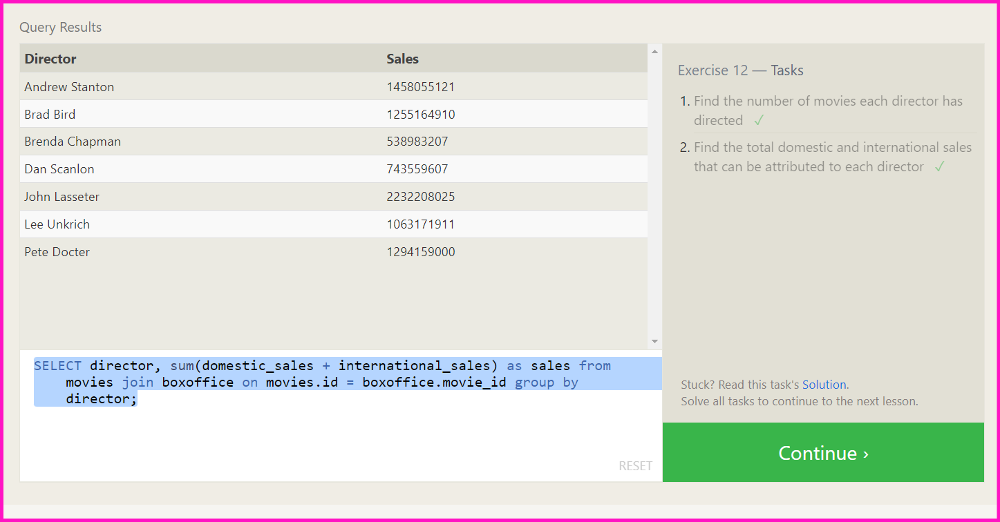 Query Results
Director Sales
Andrew Stanton 1458055121
Brad Bird 1255164910
Brenda Chapman 538983207
Dan Scanlon 743559607
John Lasseter 2232208025
Lee Unkrich 1063171911
Pete Docter 1294159000
SELECT director, sum(domestic_sales + international_sales) as sales from
movies join boxoffice on movies.id = boxoffice.movie_id group by
director;
RESET
Exercise 12 — Tasks
1. Find the number of movies each director has
directed ✓
2. Find the total domestic and international sales
that can be attributed to each director ✓
Stuck? Read this task's Solution.
Solve all tasks to continue to the next lesson.
Continue ›